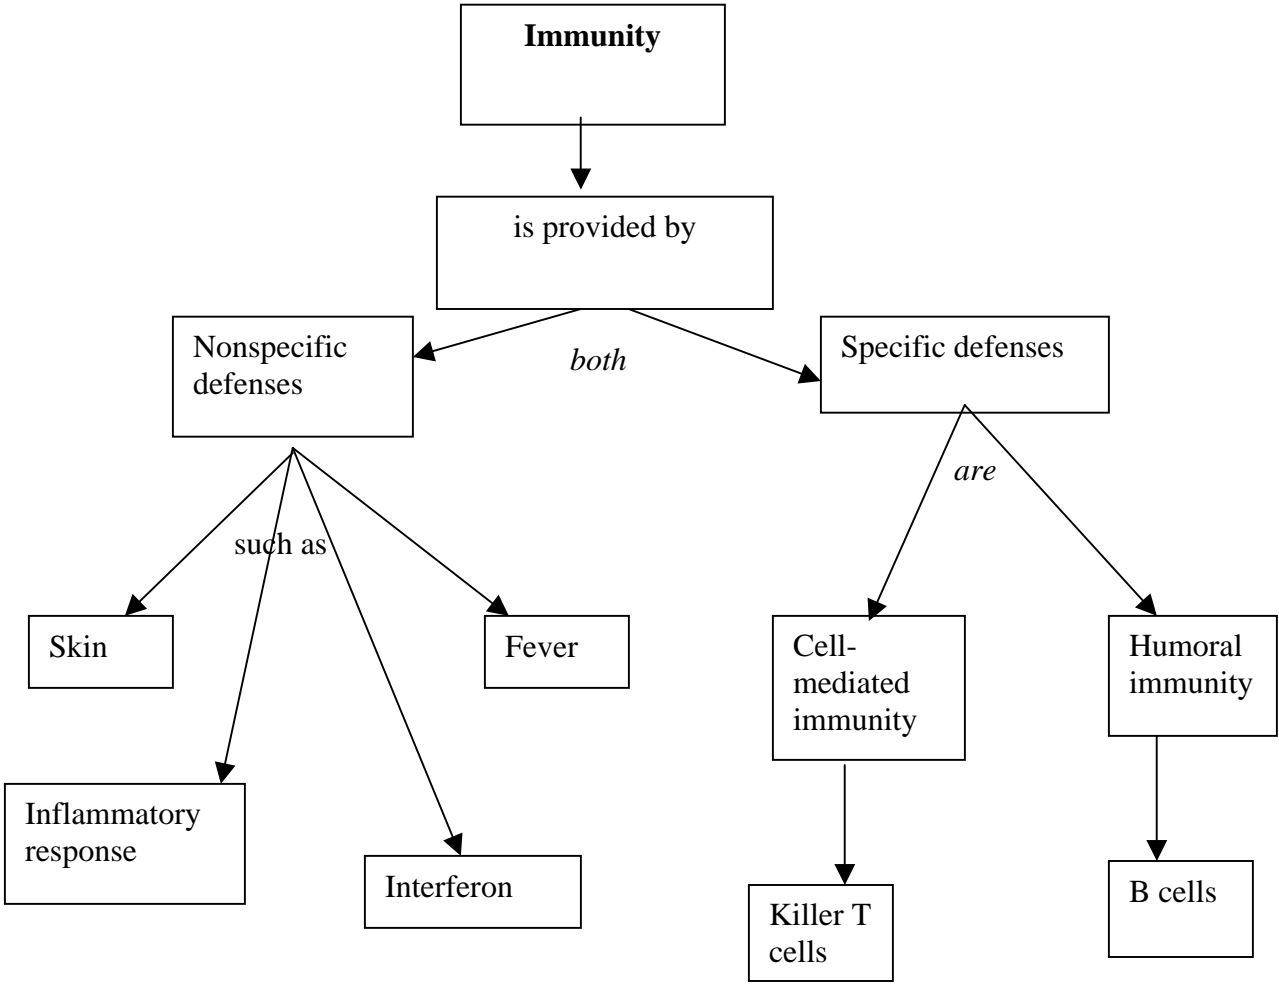 Immunity
is provided by
Nonspecific
defenses
both
Specific defenses
are
such as
Skin
Fever
Cell-
mediated
immunity
Humoral
immunity
Inflammatory
response
Interferon
Killer T
cells
B cells